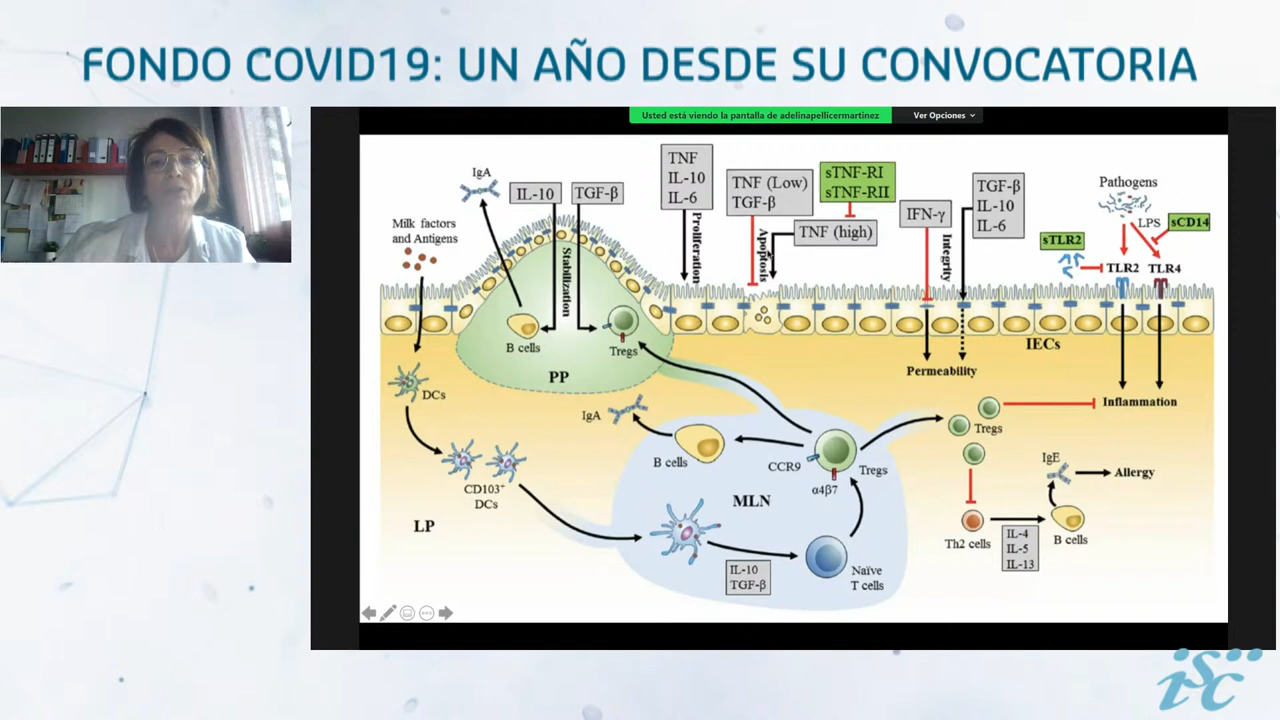 FONDO COVID19: UN AÑO DESDE SU CONVOCATORIA
Usted está viendo la pantalla de adelinapellicermartinez
Ver Opciones
IgA
IL-10
TGF-β
TNF
IL-10
IL-6
TNF (Low)
TGF-β
sTNF-RI
sTNF-RII
TNF (high)
IFN-γ
TGF-β
IL-10
IL-6
Pathogens
LPS
sCD14
sTLR2
TLR2
TLR4
Milk factors
and Antigens
Stabilization
Proliferation
Apoptosis
Integrity
B cells
Tregs
PP
IECs
Permeability
DCs
Inflammation
IgA
B cells
CCR9
α4β7
Tregs
Tregs
CD103+
DCs
LP
MLN
IgE
Allergy
Th2 cells
IL-4
IL-5
IL-13
B cells
IL-10
TGF-β
Naïve
T cells
isc